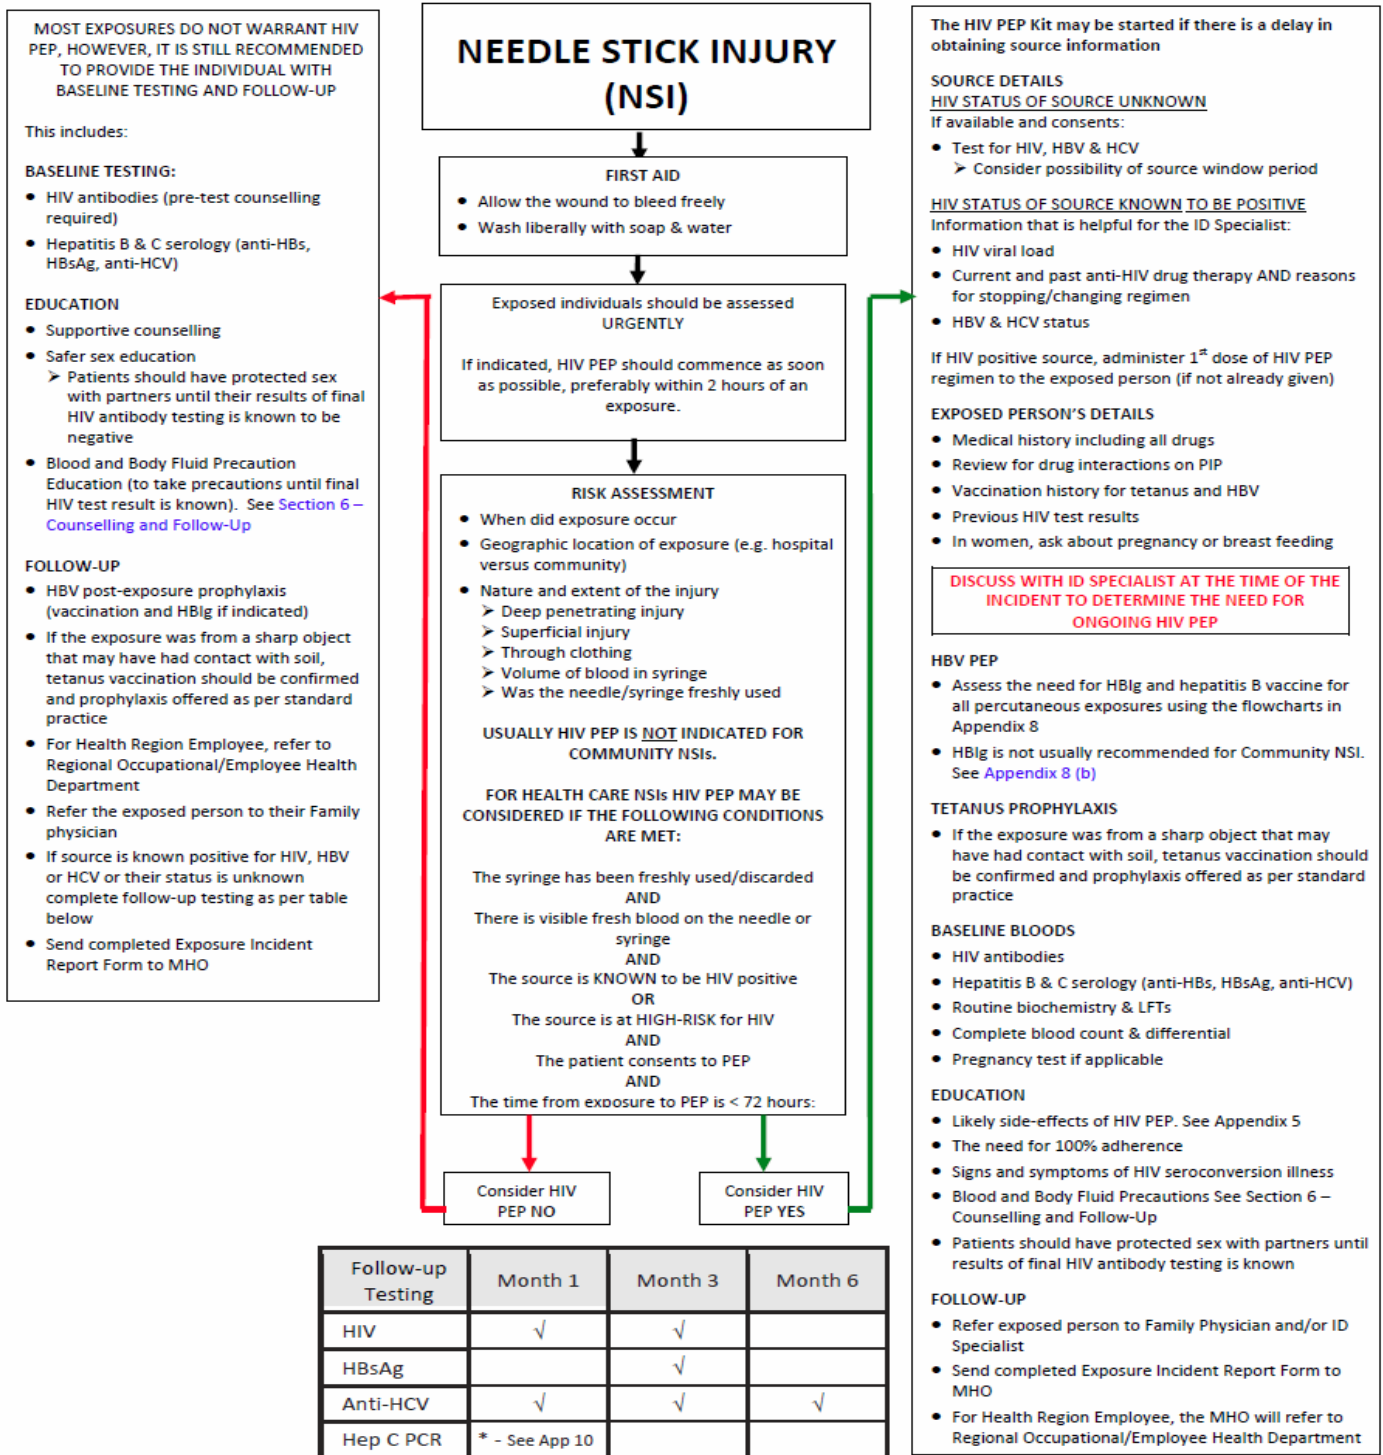 MOST EXPOSURES DO NOT WARRANT HIV
PEP, HOWEVER, IT IS STILL RECOMMENDED
TO PROVIDE THE INDIVIDUAL WITH
BASELINE TESTING AND FOLLOW-UP
This includes:
BASELINE TESTING:
• HIV antibodies (pre-test counselling
required)
• Hepatitis B & C serology (anti-HBs,
HBsAg, anti-HCV)
EDUCATION
• Supportive counselling
• Safer sex education
➢ Patients should have protected sex
with partners until their results of final
HIV antibody testing is known to be
negative
• Blood and Body Fluid Precaution
Education (to take precautions until final
HIV test result is known). See Section 6 –
Counselling and Follow-Up
FOLLOW-UP
• HBV post-exposure prophylaxis
(vaccination and HBIg if indicated)
• If the exposure was from a sharp object
that may have had contact with soil,
tetanus vaccination should be confirmed
and prophylaxis offered as per standard
practice
• For Health Region Employee, refer to
Regional Occupational/Employee Health
Department
• Refer the exposed person to their Family
physician
• If source is known positive for HIV, HBV
or HCV or their status is unknown
complete follow-up testing as per table
below
• Send completed Exposure Incident
Report Form to MHO
NEEDLE STICK INJURY
(NSI)
FIRST AID
• Allow the wound to bleed freely
• Wash liberally with soap & water
Exposed individuals should be assessed
URGENTLY
If indicated, HIV PEP should commence as soon
as possible, preferably within 2 hours of an
exposure.
RISK ASSESSMENT
• When did exposure occur
• Geographic location of exposure (e.g. hospital
versus community)
• Nature and extent of the injury
➢ Deep penetrating injury
➢ Superficial injury
➢ Through clothing
➢ Volume of blood in syringe
➢ Was the needle/syringe freshly used
USUALLY HIV PEP IS NOT INDICATED FOR
COMMUNITY NSIs.
FOR HEALTH CARE NSIs HIV PEP MAY BE
CONSIDERED IF THE FOLLOWING CONDITIONS
ARE MET:
The syringe has been freshly used/discarded
AND
There is visible fresh blood on the needle or
syringe
AND
The source is KNOWN to be HIV positive
OR
The source is at HIGH-RISK for HIV
AND
The patient consents to PEP
AND
The time from exposure to PEP is < 72 hours:
Consider HIV
PEP NO
Consider HIV
PEP YES
Follow-up
Testing
Month 1
Month 3
Month 6
HIV √ √
HBsAg √
Anti-HCV √ √ √
Hep C PCR * - See App 10
The HIV PEP Kit may be started if there is a delay in
obtaining source information
SOURCE DETAILS
HIV STATUS OF SOURCE UNKNOWN
If available and consents:
• Test for HIV, HBV & HCV
➢ Consider possibility of source window period
HIV STATUS OF SOURCE KNOWN TO BE POSITIVE
Information that is helpful for the ID Specialist:
• HIV viral load
• Current and past anti-HIV drug therapy AND reasons
for stopping/changing regimen
• HBV & HCV status
If HIV positive source, administer 1st dose of HIV PEP
regimen to the exposed person (if not already given)
EXPOSED PERSON'S DETAILS
• Medical history including all drugs
• Review for drug interactions on PIP
• Vaccination history for tetanus and HBV
• Previous HIV test results
• In women, ask about pregnancy or breast feeding
DISCUSS WITH ID SPECIALIST AT THE TIME OF THE
INCIDENT TO DETERMINE THE NEED FOR
ONGOING HIV PEP
HBV PEP
• Assess the need for HBIg and hepatitis B vaccine for
all percutaneous exposures using the flowcharts in
Appendix 8
• HBIg is not usually recommended for Community NSI.
See Appendix 8 (b)
TETANUS PROPHYLAXIS
• If the exposure was from a sharp object that may
have had contact with soil, tetanus vaccination should
be confirmed and prophylaxis offered as per standard
practice
BASELINE BLOODS
• HIV antibodies
• Hepatitis B & C serology (anti-HBs, HBsAg, anti-HCV)
• Routine biochemistry & LFTs
• Complete blood count & differential
• Pregnancy test if applicable
EDUCATION
• Likely side-effects of HIV PEP. See Appendix 5
• The need for 100% adherence
• Signs and symptoms of HIV seroconversion illness
• Blood and Body Fluid Precautions See Section 6 –
Counselling and Follow-Up
• Patients should have protected sex with partners until
results of final HIV antibody testing is known
FOLLOW-UP
• Refer exposed person to Family Physician and/or ID
Specialist
• Send completed Exposure Incident Report Form to
MHO
• For Health Region Employee, the MHO will refer to
Regional Occupational/Employee Health Department